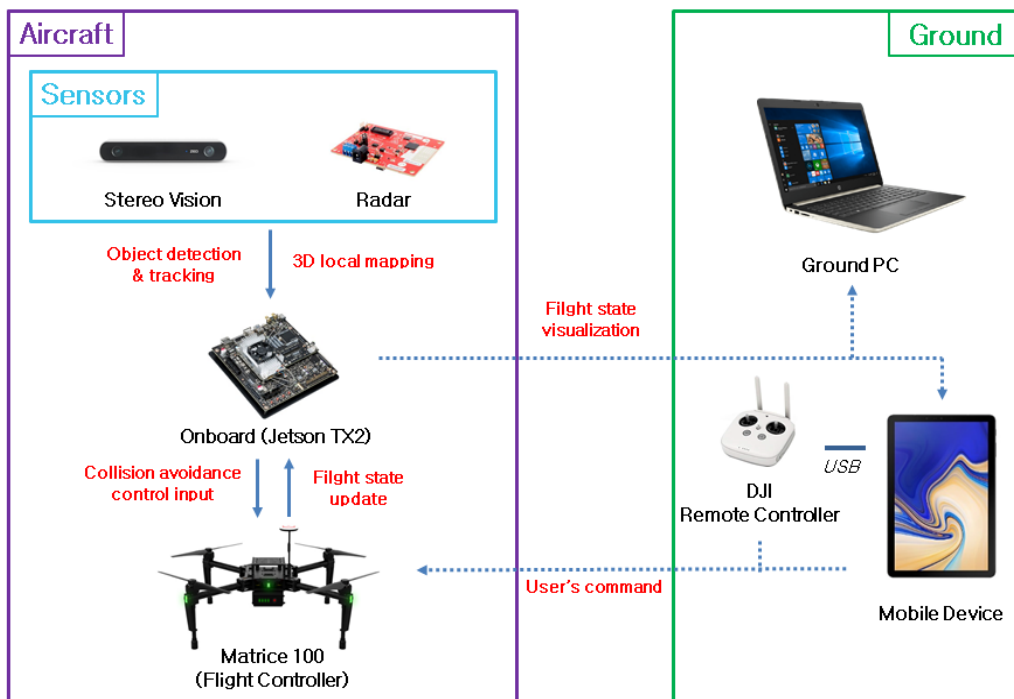 Aircraft
Ground
Sensors
Stereo Vision
Radar
Object detection
& tracking
3D local mapping
Ground PC
Filght state
visualization
Onboard (Jetson TX2)
Collision avoidance
control input
Filght state
update
USB
DJI
Remote Controller
User's command
Mobile Device
Matrice 100
(Flight Controller)